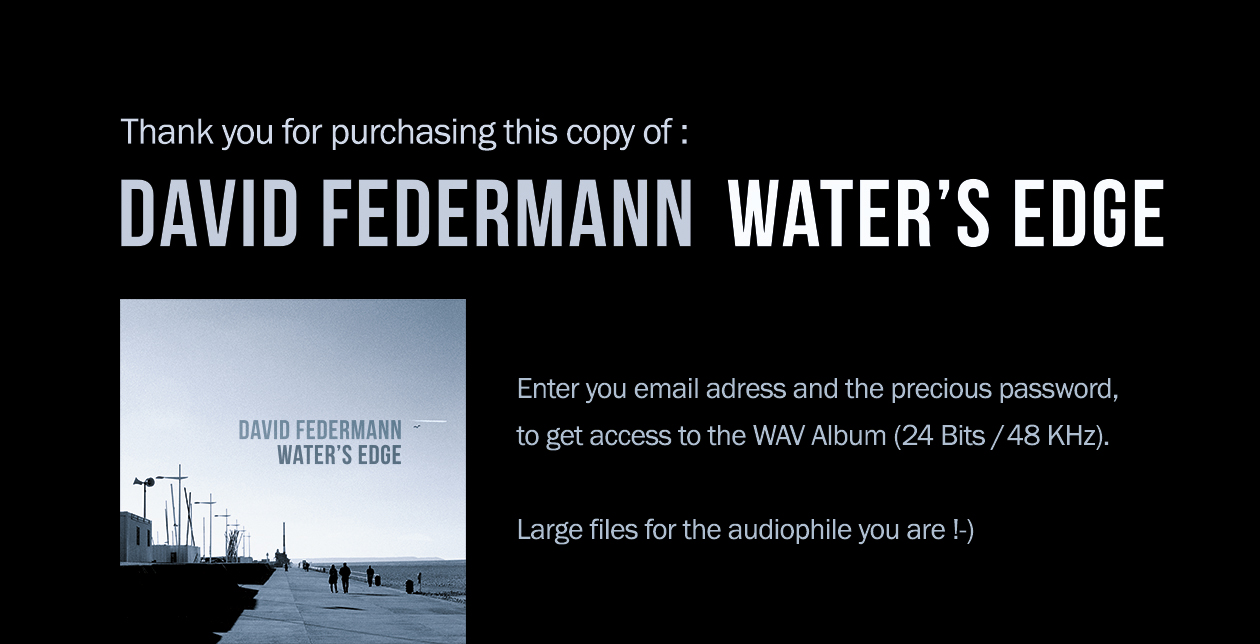 Thank you for purchasing this copy of :
DAVID FEDERMANN WATER’S EDGE
DAVID FEDERMANN
WATER’S EDGE
Enter you email adress and the precious password,
to get access to the WAV Album (24 Bits / 48 KHz).
Large files for the audiophile you are !-)